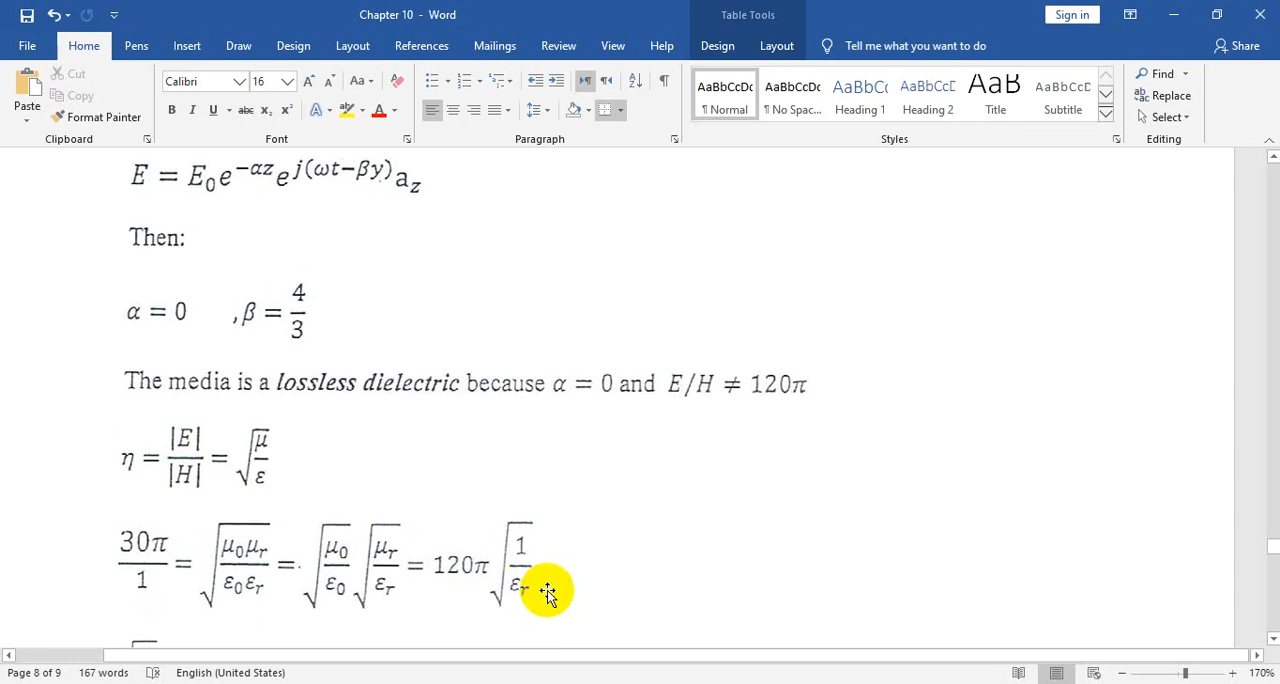 Chapter 10 - Word
Table Tools
Sign in
File Home Pens Insert Draw Design Layout References Mailings Review View Help Design Layout Tell me what you want to do Share
Paste
Cut
Copy
Format Painter
Clipboard
Calibri 16 Aa
B I U abc x₂ x² A A
Font
Paragraph
AaBbCcDc AaBbCcDc AaBbCc AaBbCcD AaB AaBbCcD
¶ Normal ¶ No Spac... Heading 1 Heading 2 Title Subtitle
Styles
Find
Replace
Select
Editing
E = E₀e^{−αz}e^{j(ωt−βy)}a_z
Then:
α = 0 , β = 4/3
The media is a lossless dielectric because α = 0 and E/H ≠ 120π
η = |E|/|H| = √(μ/ε)
30π/1 = √(μ₀μᵣ/ε₀εᵣ) = √(μ₀/ε₀) √(μᵣ/εᵣ) = 120π √(1/εᵣ)
Page 8 of 9 167 words English (United States) 170%